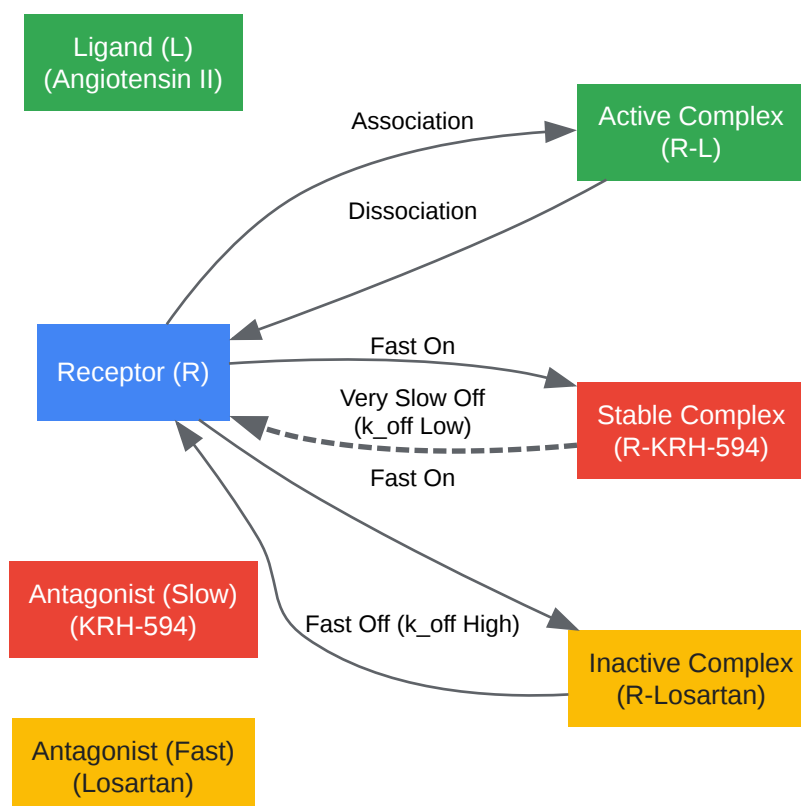 Ligand (L)
(Angiotensin II)
Association
Active Complex
(R-L)
Dissociation
Receptor (R)
Fast On
Very Slow Off
(k_off Low)
Stable Complex
(R-KRH-594)
Fast On
Antagonist (Slow)
(KRH-594)
Fast Off (k_off High)
Inactive Complex
(R-Losartan)
Antagonist (Fast)
(Losartan)